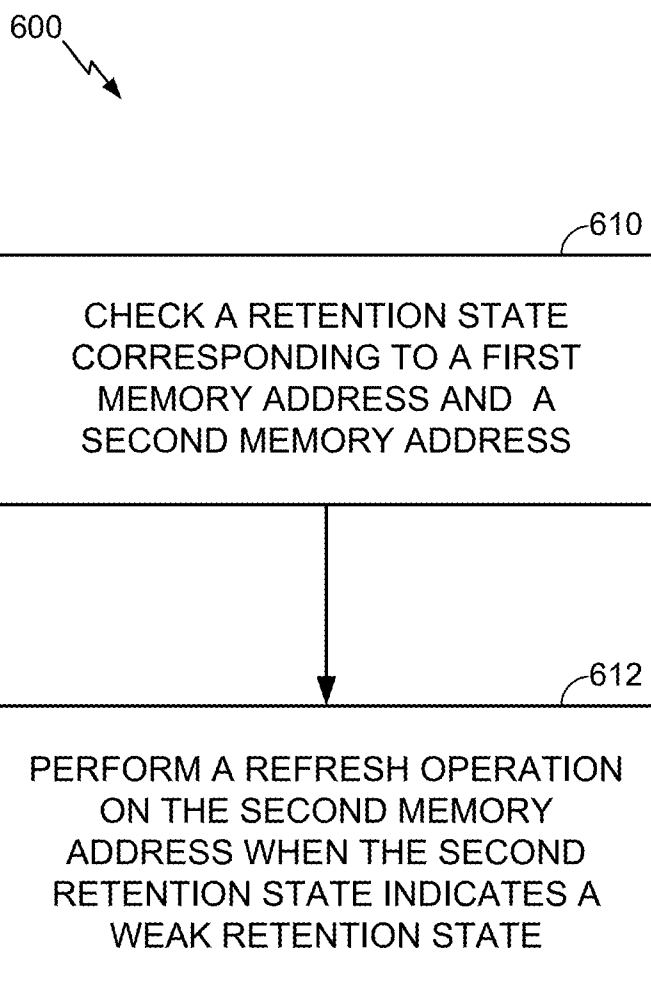 600
610
CHECK A RETENTION STATE
CORRESPONDING TO A FIRST
MEMORY ADDRESS AND A
SECOND MEMORY ADDRESS
612
PERFORM A REFRESH OPERATION
ON THE SECOND MEMORY
ADDRESS WHEN THE SECOND
RETENTION STATE INDICATES A
WEAK RETENTION STATE